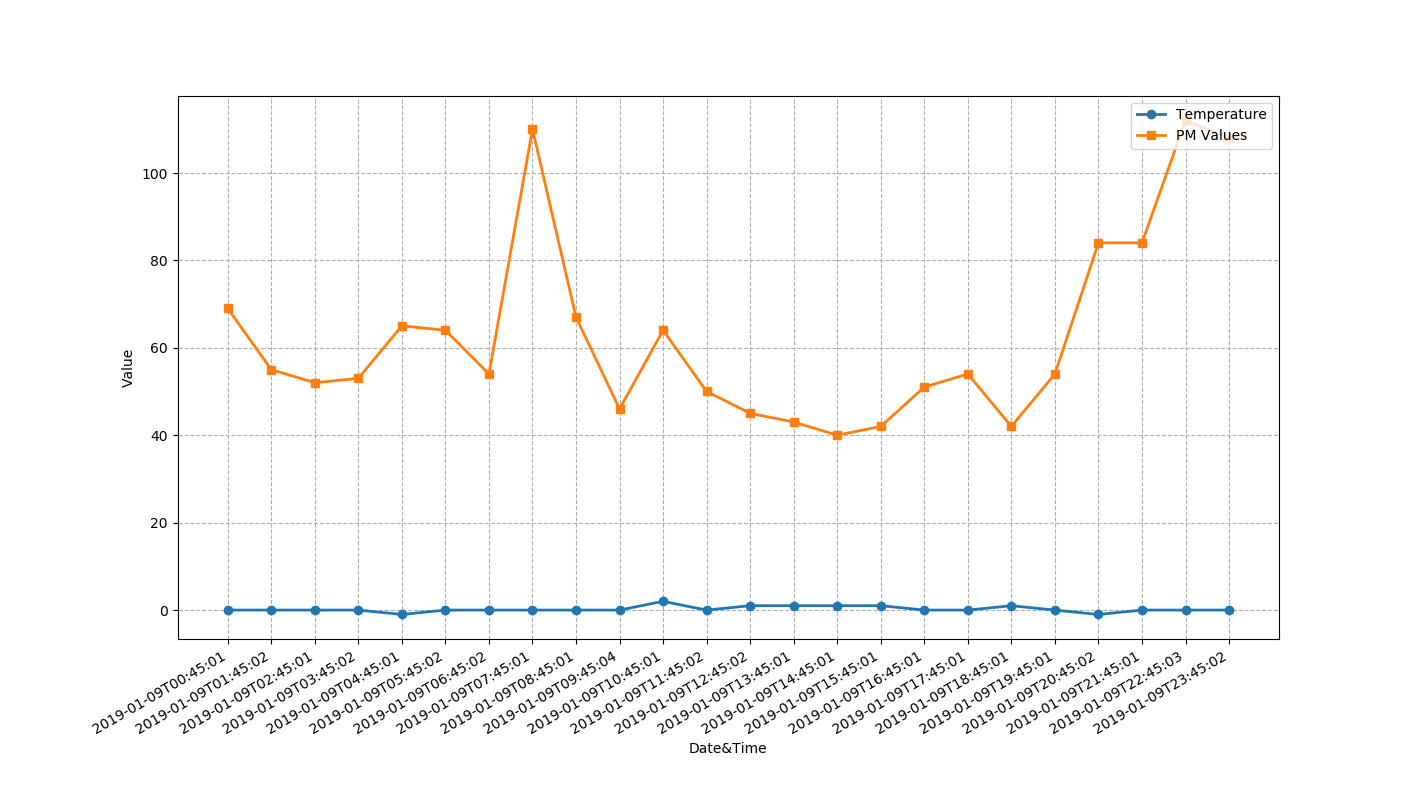 Temperature
PM Values
100
80
60
40
20
0
Value
2019-01-09T00:45:01
2019-01-09T01:45:02
2019-01-09T02:45:01
2019-01-09T03:45:02
2019-01-09T04:45:01
2019-01-09T05:45:02
2019-01-09T06:45:02
2019-01-09T07:45:01
2019-01-09T08:45:01
2019-01-09T09:45:04
2019-01-09T10:45:01
2019-01-09T11:45:02
2019-01-09T12:45:02
2019-01-09T13:45:01
2019-01-09T14:45:01
2019-01-09T15:45:01
2019-01-09T16:45:01
2019-01-09T17:45:01
2019-01-09T18:45:01
2019-01-09T19:45:01
2019-01-09T20:45:02
2019-01-09T21:45:01
2019-01-09T22:45:03
2019-01-09T23:45:02
Date&Time